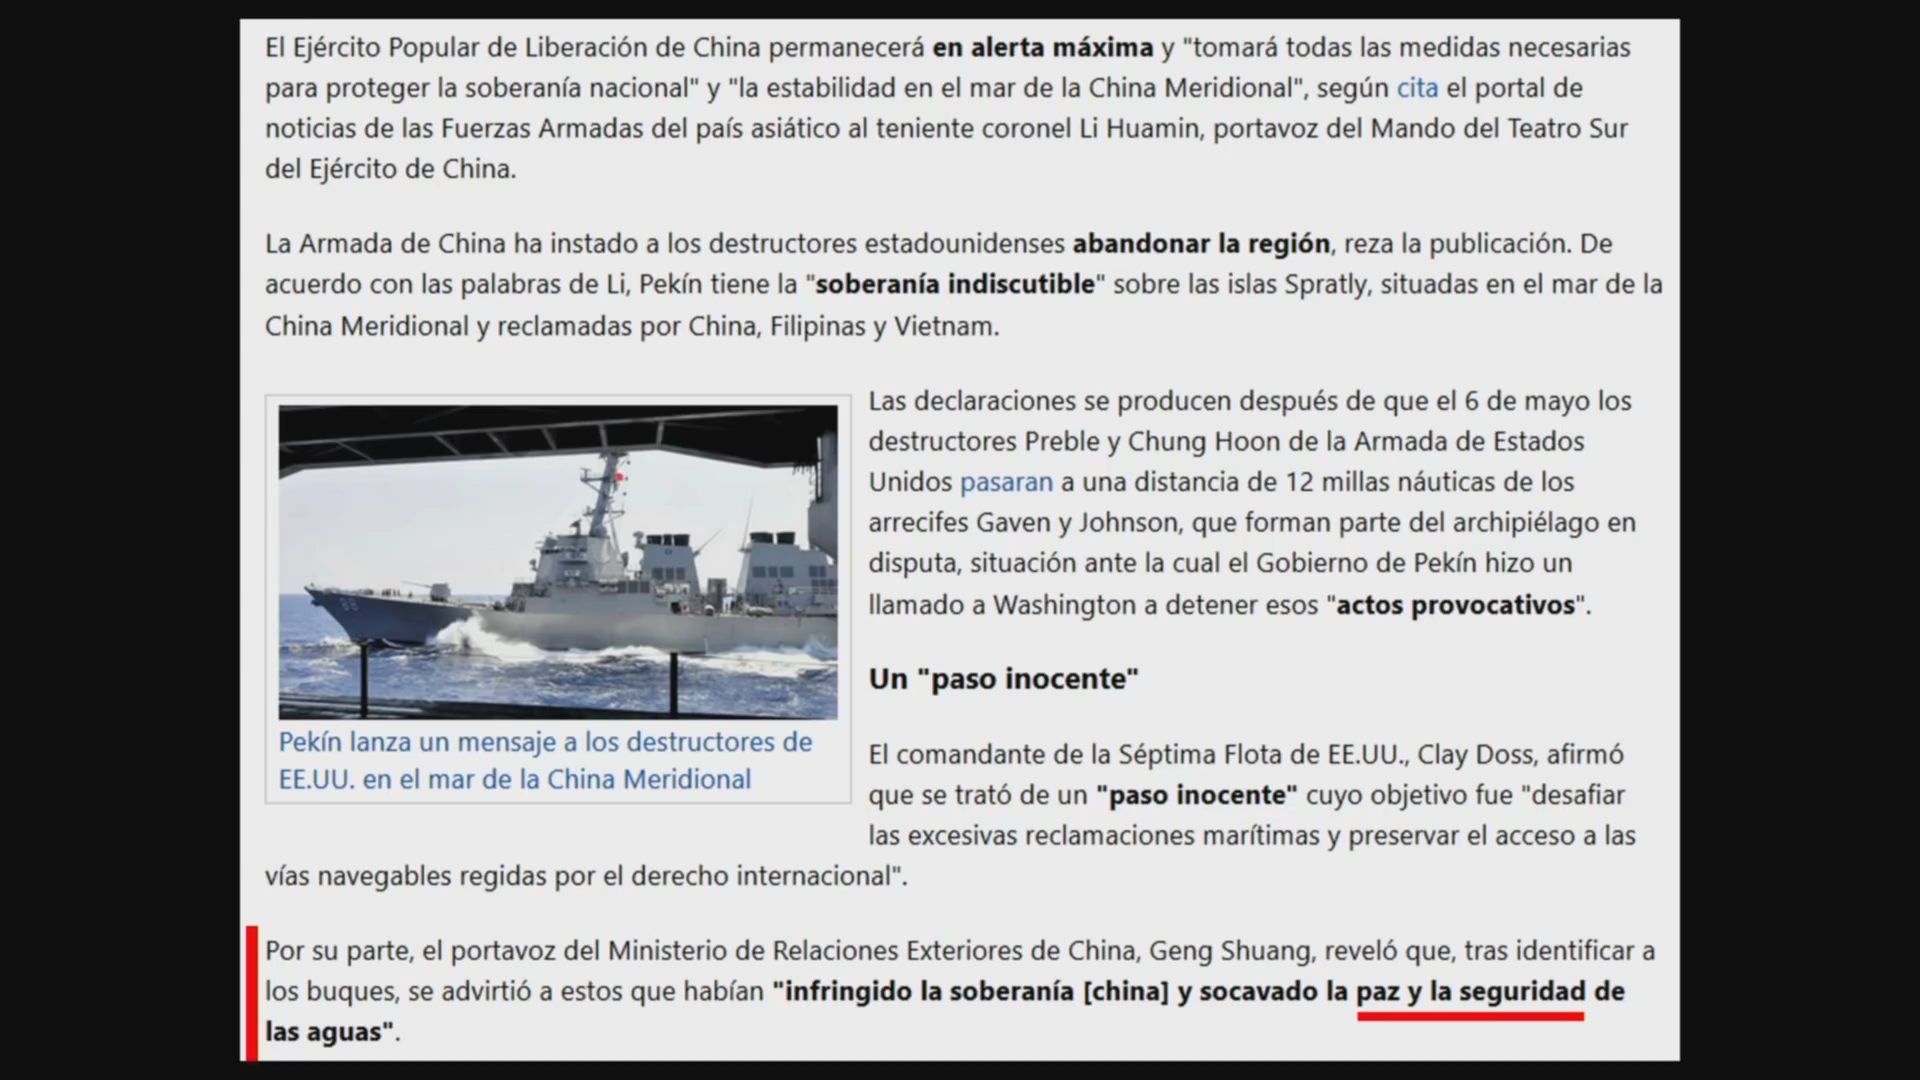 El Ejército Popular de Liberación de China permanecerá en alerta máxima y "tomará todas las medidas necesarias
para proteger la soberanía nacional" y "la estabilidad en el mar de la China Meridional", según cita el portal de
noticias de las Fuerzas Armadas del país asiático al teniente coronel Li Huamin, portavoz del Mando del Teatro Sur
del Ejército de China.
La Armada de China ha instado a los destructores estadounidenses abandonar la región, reza la publicación. De
acuerdo con las palabras de Li, Pekín tiene la "soberanía indiscutible" sobre las islas Spratly, situadas en el mar de la
China Meridional y reclamadas por China, Filipinas y Vietnam.
Las declaraciones se producen después de que el 6 de mayo los
destructores Preble y Chung Hoon de la Armada de Estados
Unidos pasaran a una distancia de 12 millas náuticas de los
arrecifes Gaven y Johnson, que forman parte del archipiélago en
disputa, situación ante la cual el Gobierno de Pekín hizo un
llamado a Washington a detener esos "actos provocativos".
88
Pekín lanza un mensaje a los destructores de
EE.UU. en el mar de la China Meridional
Un "paso inocente"
El comandante de la Séptima Flota de EE.UU., Clay Doss, afirmó
que se trató de un "paso inocente" cuyo objetivo fue "desafiar
las excesivas reclamaciones marítimas y preservar el acceso a las
vías navegables regidas por el derecho internacional".
Por su parte, el portavoz del Ministerio de Relaciones Exteriores de China, Geng Shuang, reveló que, tras identificar a
los buques, se advirtió a estos que habían "infringido la soberanía [china] y socavado la paz y la seguridad de
las aguas".